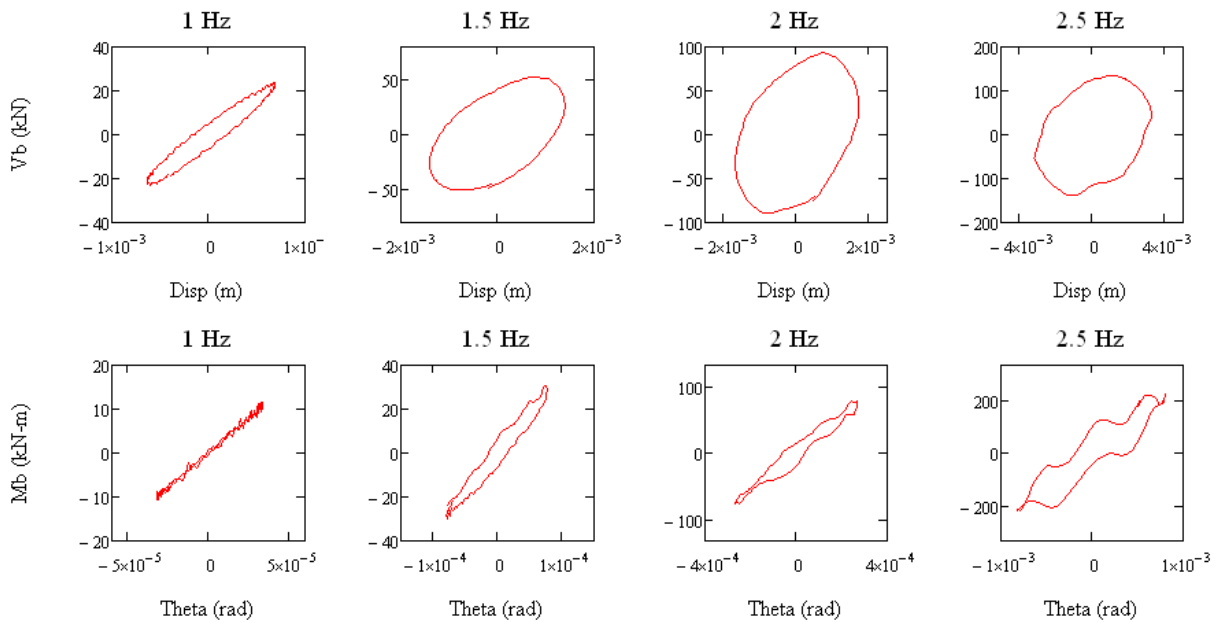 1 Hz 1.5 Hz 2 Hz 2.5 Hz
40 100 200
50 50 100
20
Vb (kN) 0 0 0 0
− 20
− 50 − 50 − 100
− 40 − 100 − 200
− 1×10⁻³ 0 1×10⁻ − 2×10⁻³ 0 2×10⁻³ − 2×10⁻³ 0 2×10⁻³ − 4×10⁻³ 0 4×10⁻³
Disp (m) Disp (m) Disp (m) Disp (m)
1 Hz 1.5 Hz 2 Hz 2.5 Hz
20 40
100 200
10 20
Mb (kN-m) 0 0 0 0
− 10 − 20
− 100 − 200
− 20 − 40
− 5×10⁻⁵ 0 5×10⁻⁵ − 1×10⁻⁴ 0 1×10⁻⁴ − 4×10⁻⁴ 0 4×10⁻⁴ − 1×10⁻³ 0 1×10⁻³
Theta (rad) Theta (rad) Theta (rad) Theta (rad)